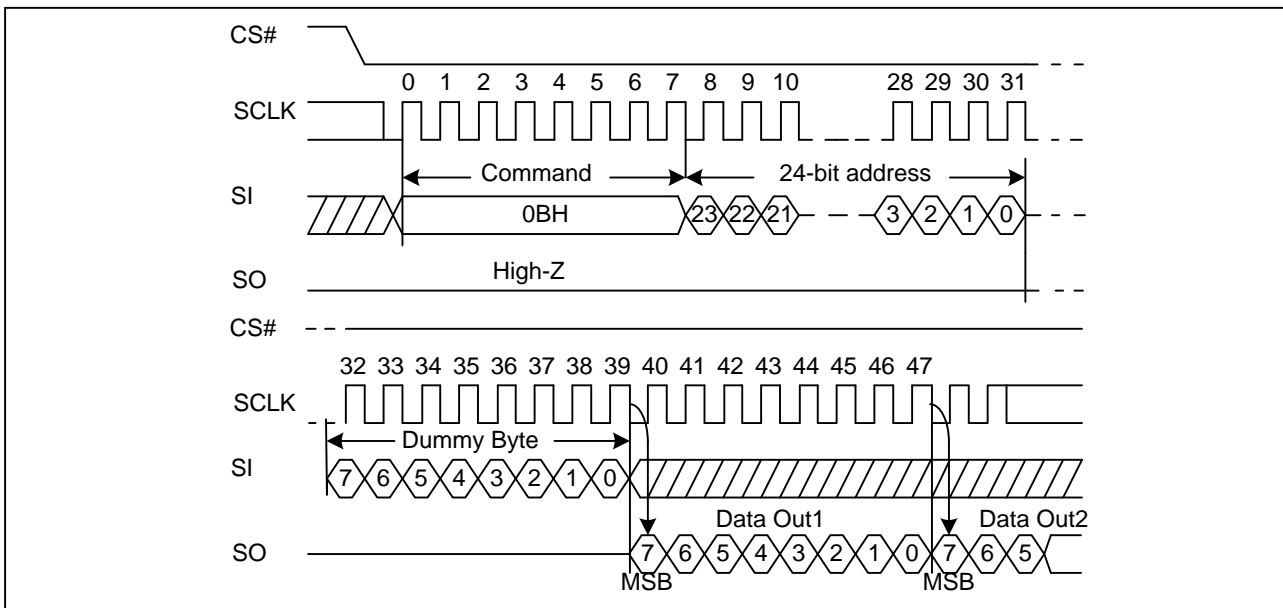 CS#
0 1 2 3 4 5 6 7 8 9 10 28 29 30 31
SCLK
Command 24-bit address
SI
0BH 23 22 21 3 2 1 0
High-Z
SO
CS#
32 33 34 35 36 37 38 39 40 41 42 43 44 45 46 47
SCLK
Dummy Byte
SI
7 6 5 4 3 2 1 0
Data Out1 Data Out2
SO
7 6 5 4 3 2 1 0 7 6 5
MSB MSB